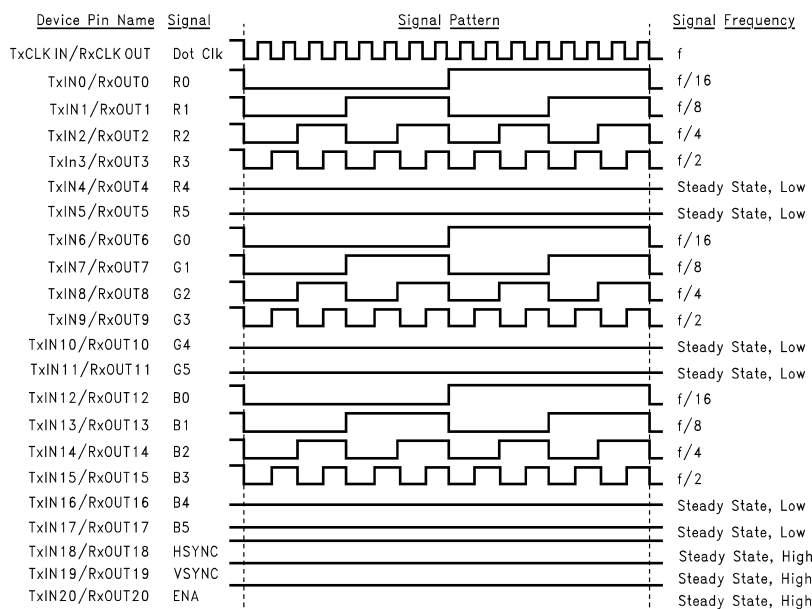 Device Pin Name Signal Signal Pattern Signal Frequency
TxCLK IN/RxCLK OUT Dot Clk f
TxIN0/RxOUT0 R0 f/16
TxIN1/RxOUT1 R1 f/8
TxIN2/RxOUT2 R2 f/4
TxIn3/RxOUT3 R3 f/2
TxIN4/RxOUT4 R4 Steady State, Low
TxIN5/RxOUT5 R5 Steady State, Low
TxIN6/RxOUT6 G0 f/16
TxIN7/RxOUT7 G1 f/8
TxIN8/RxOUT8 G2 f/4
TxIN9/RxOUT9 G3 f/2
TxIN10/RxOUT10 G4 Steady State, Low
TxIN11/RxOUT11 G5 Steady State, Low
TxIN12/RxOUT12 B0 f/16
TxIN13/RxOUT13 B1 f/8
TxIN14/RxOUT14 B2 f/4
TxIN15/RxOUT15 B3 f/2
TxIN16/RxOUT16 B4 Steady State, Low
TxIN17/RxOUT17 B5 Steady State, Low
TxIN18/RxOUT18 HSYNC Steady State, High
TxIN19/RxOUT19 VSYNC Steady State, High
TxIN20/RxOUT20 ENA Steady State, High